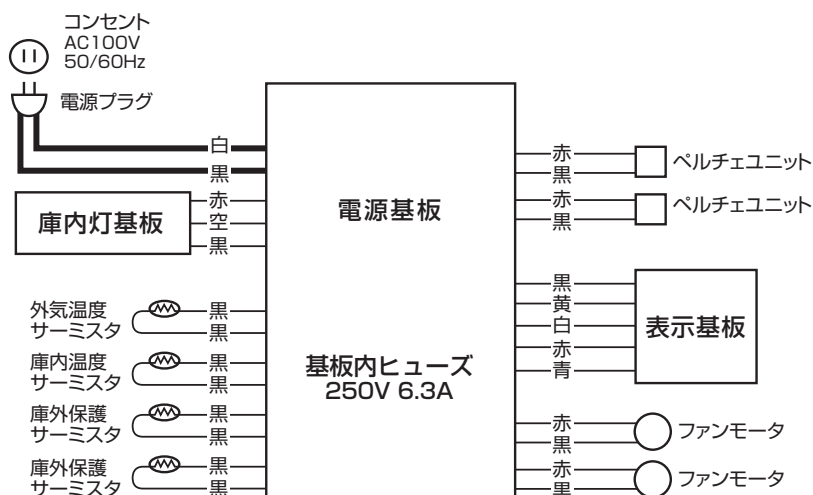 コンセント
AC100V
50/60Hz
電源プラグ
白
黒
庫内灯基板
赤
空
黒
外気温度
サーミスタ
黒
黒
庫内温度
サーミスタ
黒
黒
庫外保護
サーミスタ
黒
黒
庫外保護
サーミスタ
黒
黒
電源基板
基板内ヒューズ
250V 6.3A
赤
黒
ペルチェユニット
赤
黒
ペルチェユニット
黒
黄
白
赤
青
表示基板
赤
黒
ファンモータ
赤
黒
ファンモータ